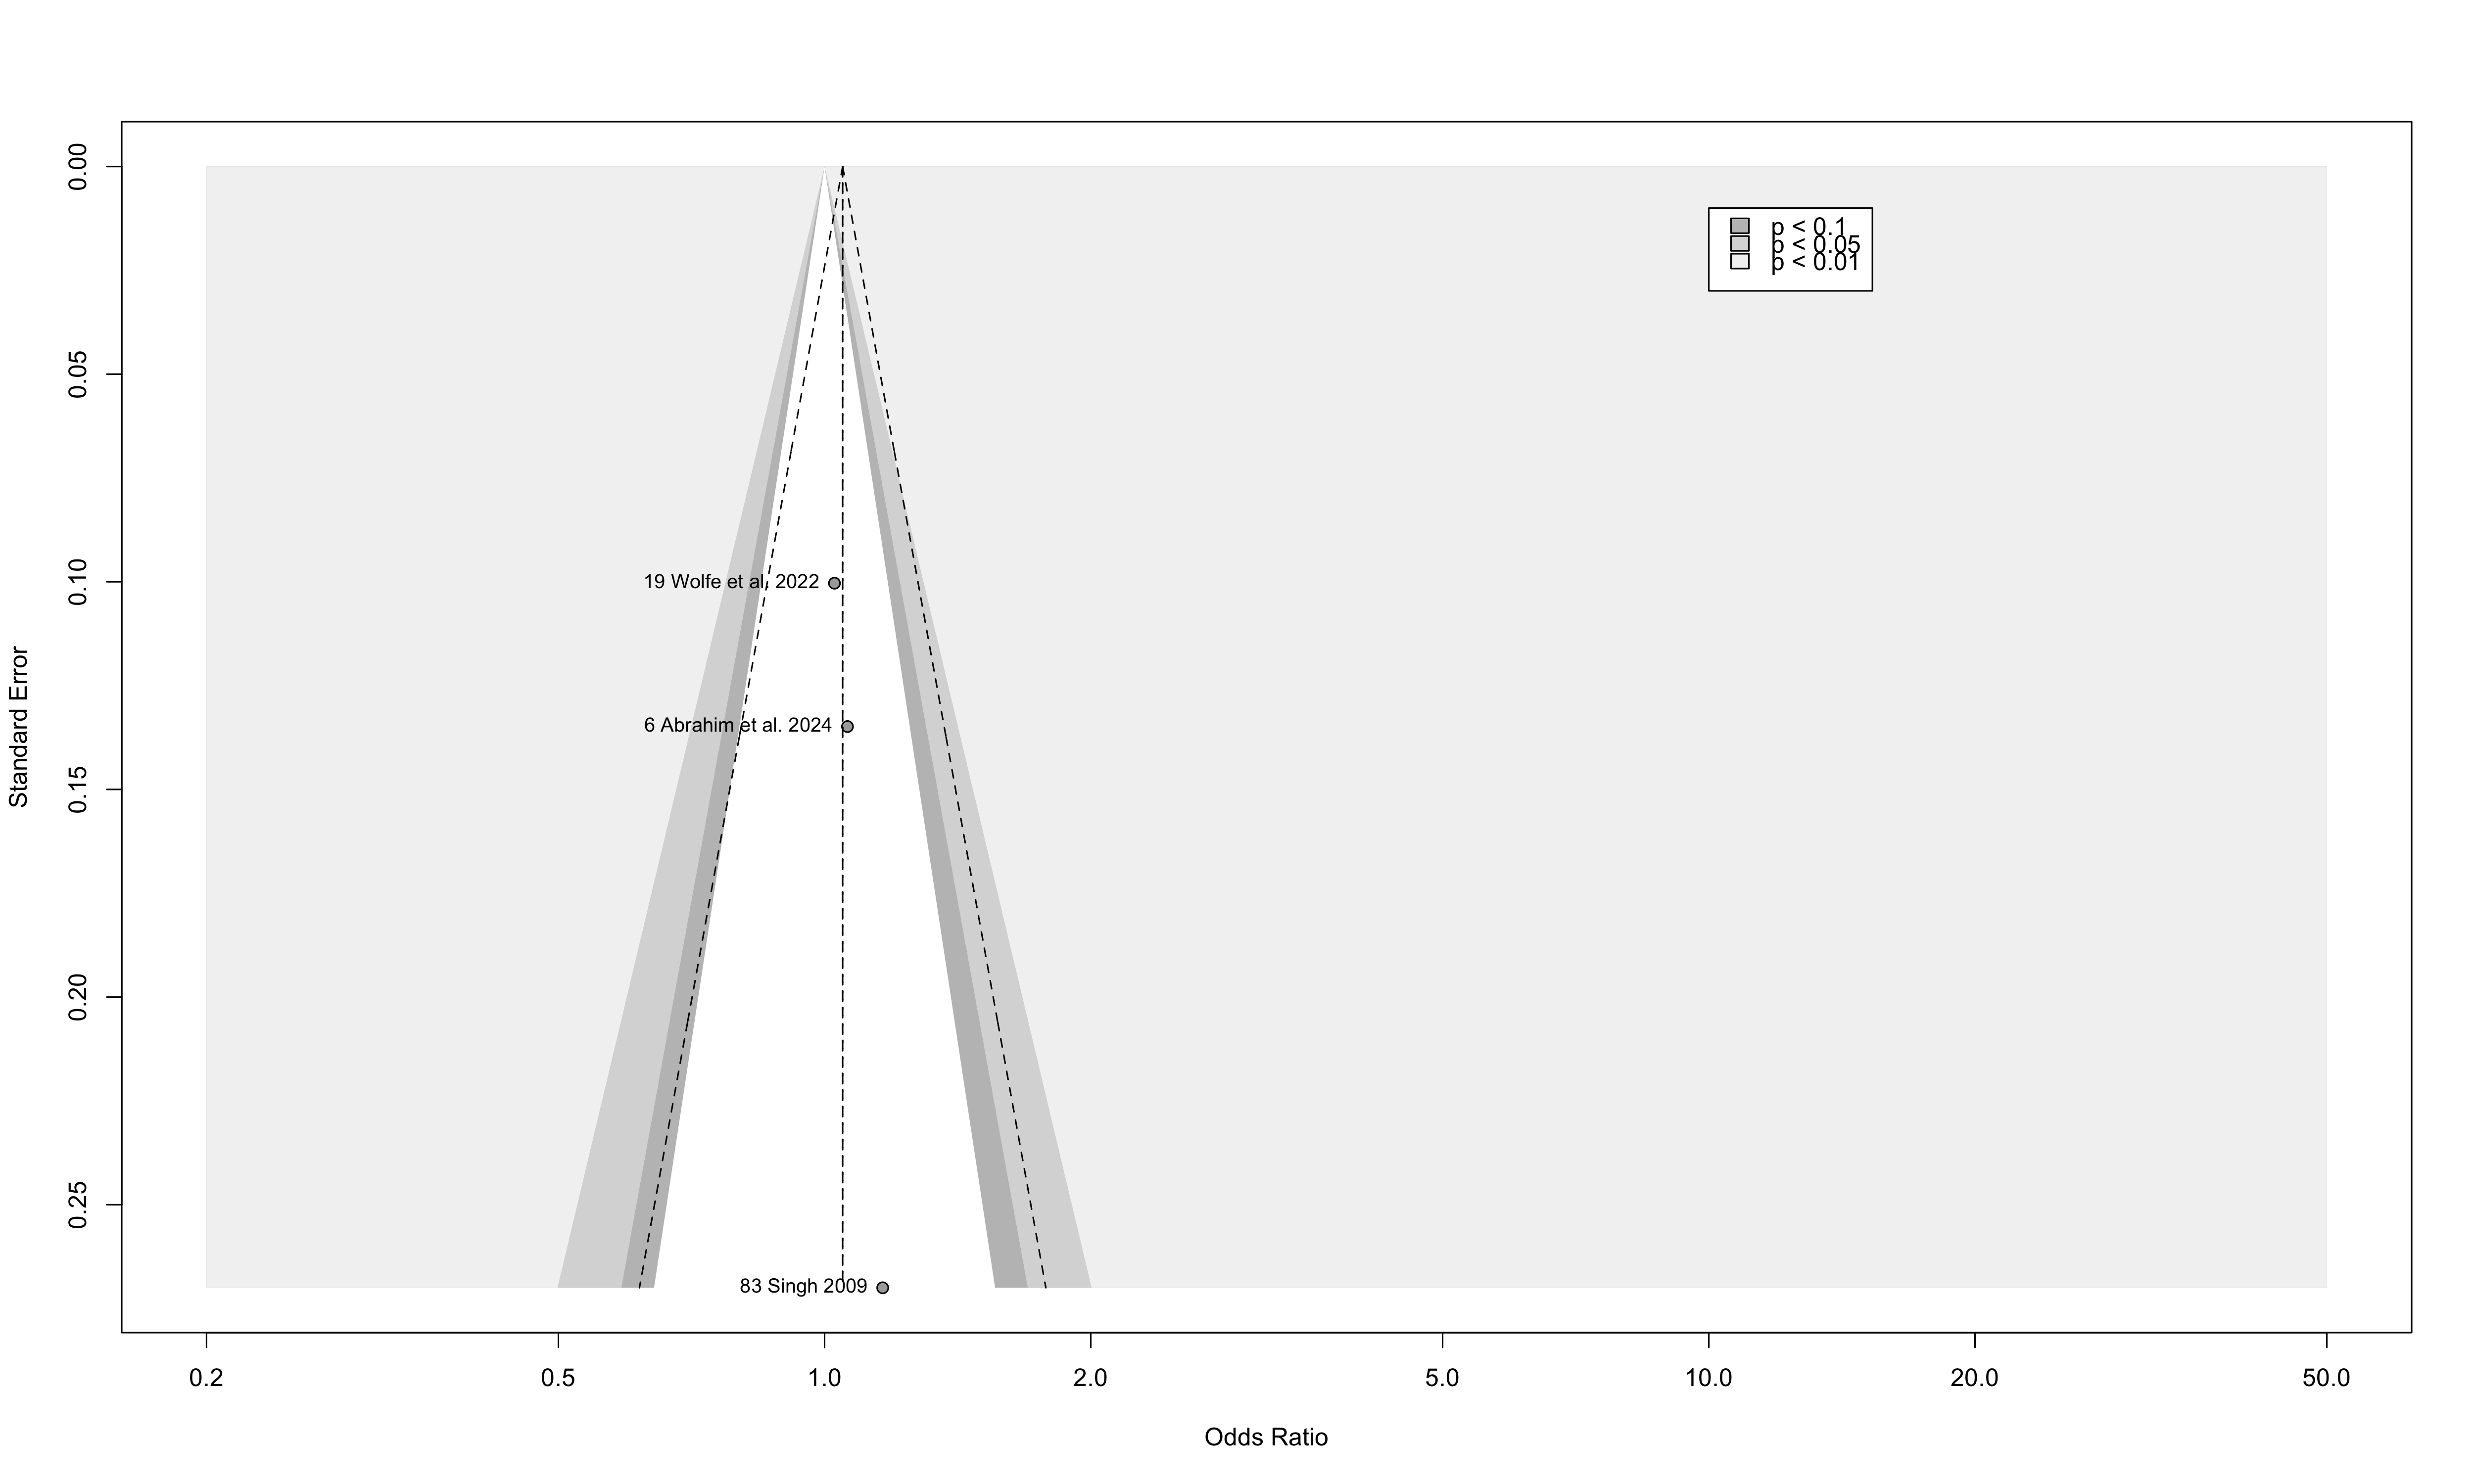 0.00
0.05
0.10
0.15
0.20
0.25
Standard Error
p < 0.1
p < 0.05
p < 0.01
19 Wolfe et al. 2022
6 Abrahim et al. 2024
83 Singh 2009
0.2 0.5 1.0 2.0 5.0 10.0 20.0 50.0
Odds Ratio